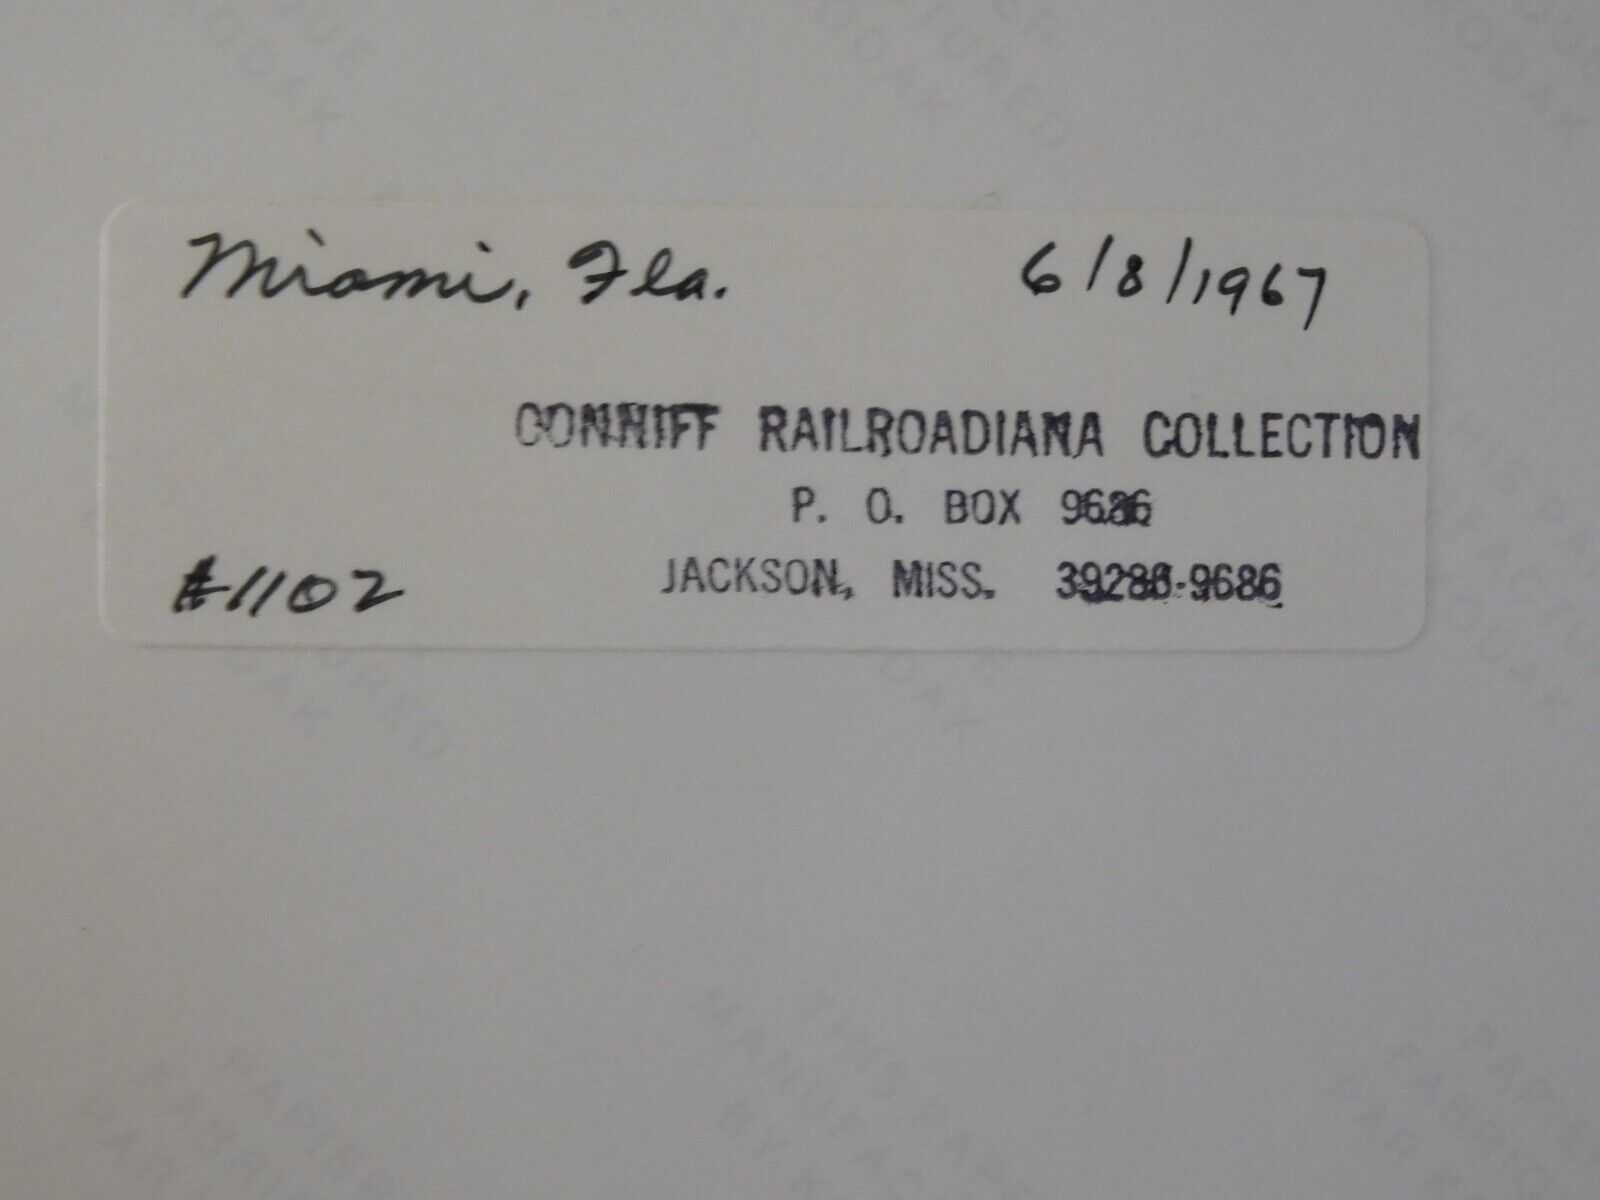 Miami, Fla. 6/8/1967
CONNIFF RAILROADIANA COLLECTION
P. O. BOX 9686
JACKSON, MISS. 39286-9686
#1102